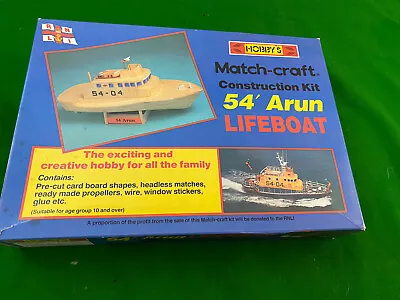 R N
L I
HOBBY'S
Match-craft.
Construction Kit
54' Arun
LIFEBOAT
54-04
54' Arun
The exciting and
creative hobby for all the family
Contains:
Pre-cut card board shapes, headless matches,
ready made propellers, wire, window stickers,
glue etc.
(Suitable for age group 10 and over)
54-04
A proportion of the profit from the sale of this Match-craft kit will be donated to the RNLI